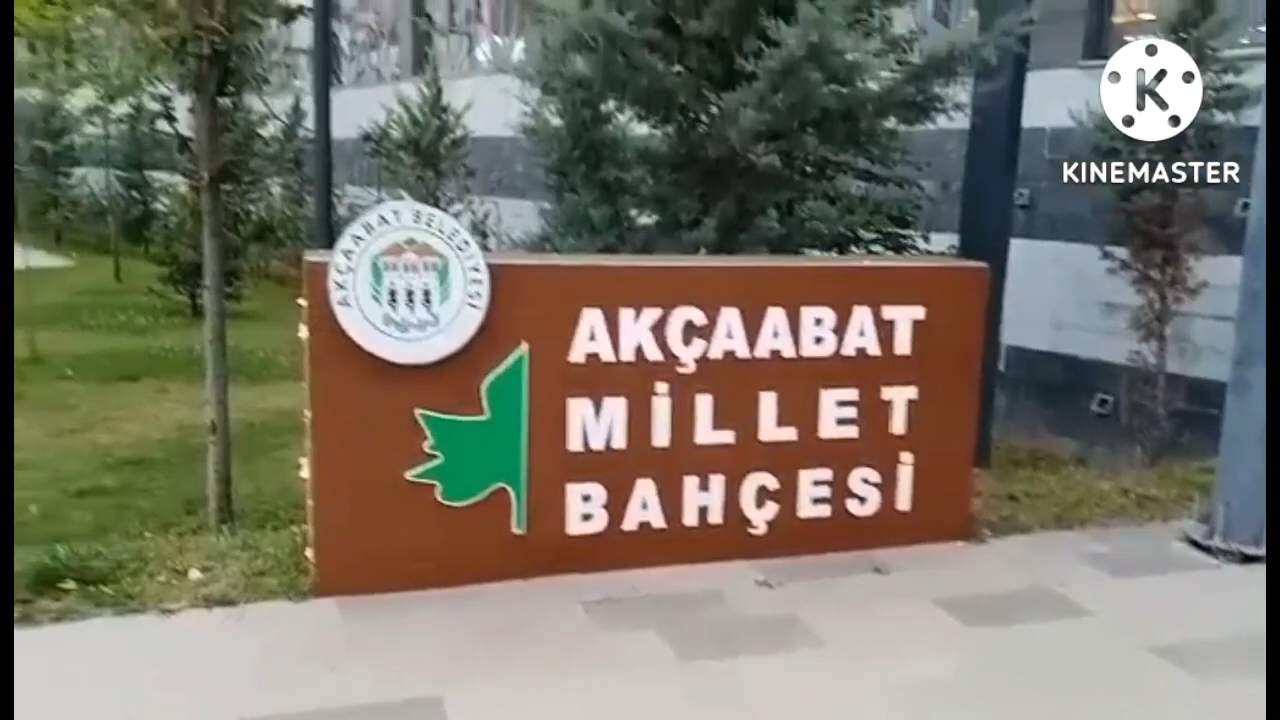 K
KINEMASTER
AKÇAABAT BELEDİYESİ
AKÇAABAT
MİLLET
BAHÇESİ